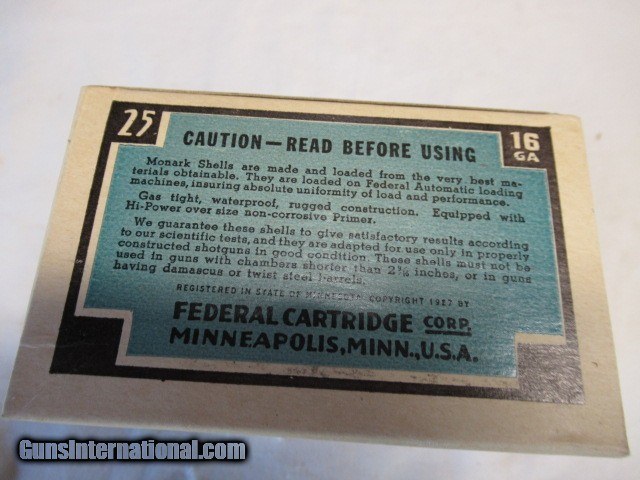 25
16
GA
CAUTION—READ BEFORE USING
Monark Shells are made and loaded from the very best ma-
terials obtainable. They are loaded on Federal Automatic loading
machines, insuring absolute uniformity of load and performance.
Gas tight, waterproof, rugged construction. Equipped with
Hi-Power over size non-corrosive Primer.
We guarantee these shells to give satisfactory results according
to our scientific tests, and they are adapted for use only in properly
constructed shotguns in good condition. These shells must not be
used in guns with chambers shorter than inches, or in guns
having damascus or twist steel barrels.
REGISTERED IN STATE OF MINNESOTA COPYRIGHT 1937 BY
FEDERAL CARTRIDGE CORP.
MINNEAPOLIS, MINN., U.S.A.
GunsInternational.com